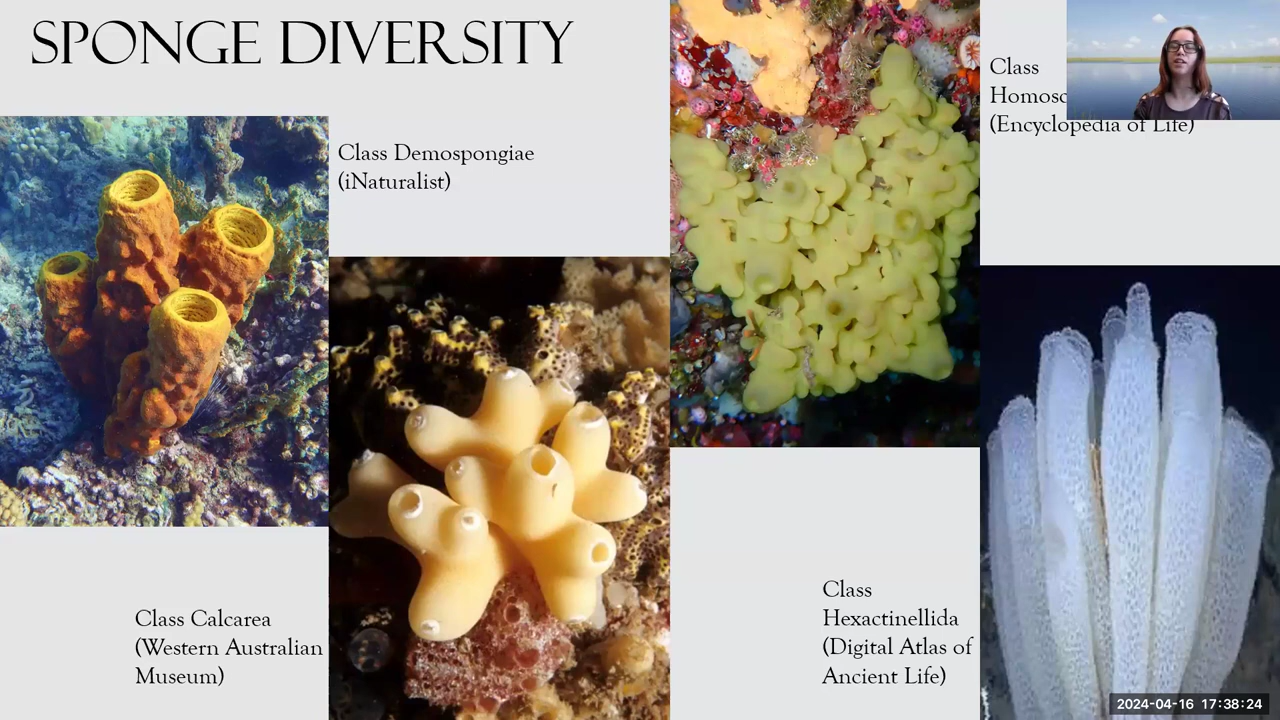 SPONGE DIVERSITY
Class Demospongiae
(iNaturalist)
Class Calcarea
(Western Australian
Museum)
Class
(Encyclopedia of Life)
Class
Hexactinellida
(Digital Atlas of
Ancient Life)
2024-04-16 17:38:24